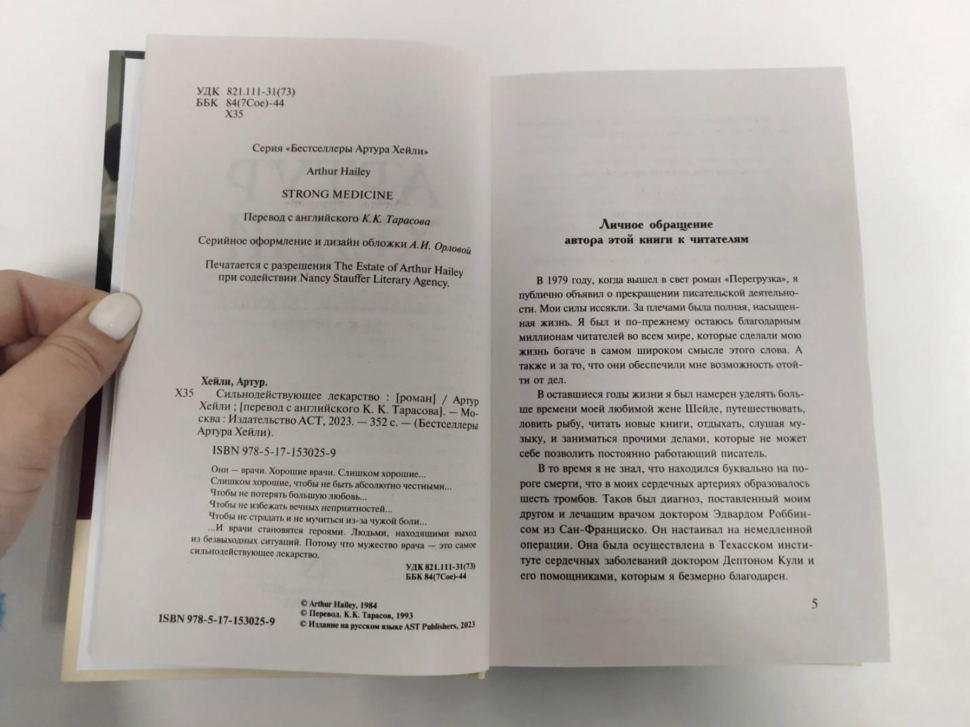 УДК 821.111-31(73)
ББК 84(7Сое)-44
Х35
Серия «Бестселлеры Артура Хейли»
Arthur Hailey
STRONG MEDICINE
Перевод с английского К.К. Тарасова
Серийное оформление и дизайн обложки А.И. Орловой
Печатается с разрешения The Estate of Arthur Hailey
при содействии Nancy Stauffer Literary Agency.
Хейли, Артур.
Х35 Сильнодействующее лекарство : [роман] / Артур
Хейли ; [перевод с английского К. К. Тарасова]. — Мо-
сква : Издательство АСТ, 2023. — 352 с. — (Бестселлеры
Артура Хейли).
ISBN 978-5-17-153025-9
Они — врачи. Хорошие врачи. Слишком хорошие...
Слишком хорошие, чтобы не быть абсолютно честными...
Чтобы не потерять большую любовь...
Чтобы не избежать вечных неприятностей...
Чтобы не страдать и не мучиться из-за чужой боли...
...И врачи становятся героями. Людьми, находящими выход
из безвыходных ситуаций. Потому что мужество врача — это самое
сильнодействующее лекарство.
УДК 821.111-31(73)
ББК 84(7Сое)-44
© Arthur Hailey, 1984
© Перевод. К.К. Тарасов, 1993
ISBN 978-5-17-153025-9
© Издание на русском языке AST Publishers, 2023
Личное обращение
автора этой книги к читателям
В 1979 году, когда вышел в свет роман «Перегрузка», я
публично объявил о прекращении писательской деятельно-
сти. Мои силы иссякли. За плечами была полная, насыщен-
ная жизнь. Я был и по-прежнему остаюсь благодарным
миллионам читателей во всем мире, которые сделали мою
жизнь богаче в самом широком смысле этого слова. А
также и за то, что они обеспечили мне возможность отой-
ти от дел.
В оставшиеся годы жизни я был намерен уделять боль-
ше времени моей любимой жене Шейле, путешествовать,
ловить рыбу, читать новые книги, отдыхать, слушая му-
зыку, и заниматься прочими делами, которые не может
себе позволить постоянно работающий писатель.
В то время я не знал, что находился буквально на по-
роге смерти, что в моих сердечных артериях образовалось
шесть тромбов. Таков был диагноз, поставленный моим
другом и лечащим врачом доктором Эдвардом Роббин-
сом из Сан-Франциско. Он настаивал на немедленной
операции. Она была осуществлена в Техасском инсти-
туте сердечных заболеваний доктором Дептоном Кули и
его помощниками, которым я безмерно благодарен.
5